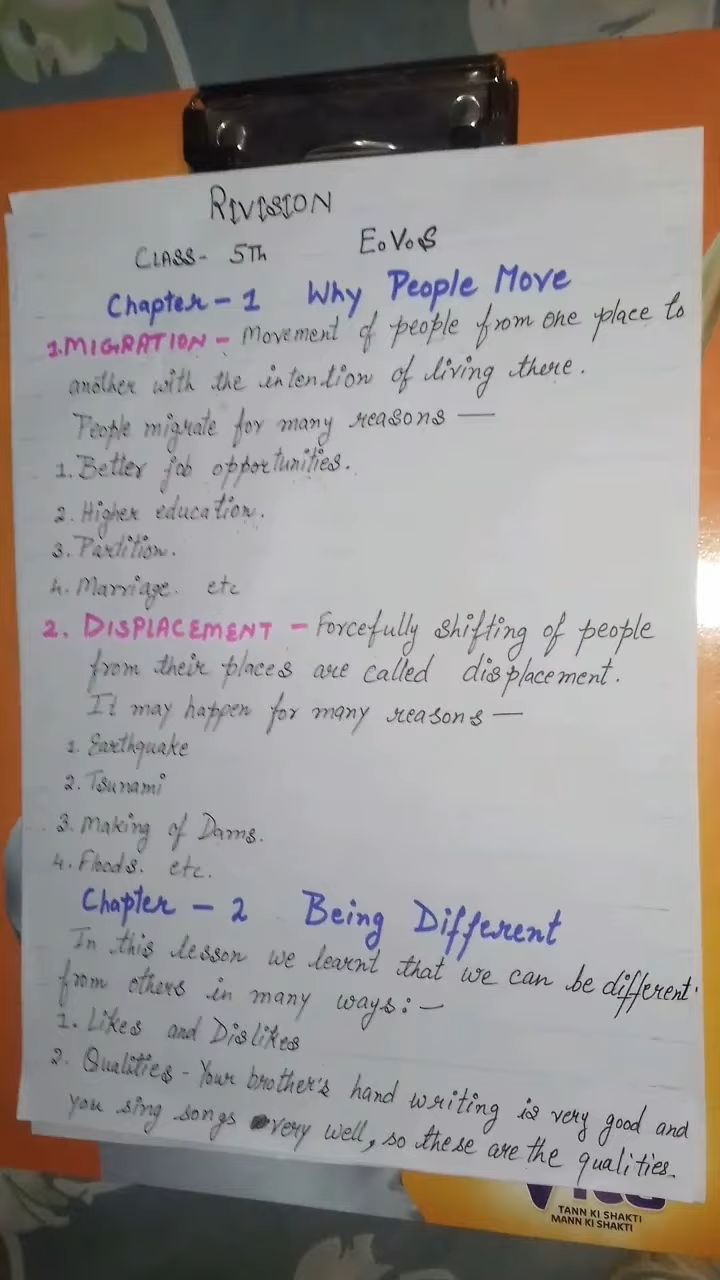 RIVISION
CLASS- 5TH E.V.S
Chapter - 1 Why People Move
1. MIGRATION - Movement of people from one place to
another with the intention of living there.
People migrate for many reasons —
1. Better job opportunities.
2. Higher education.
3. Partition.
4. Marriage. etc
2. DISPLACEMENT - Forcefully shifting of people
from their places are called displacement.
It may happen for many reasons —
1. Earthquake
2. Tsunami
3. Making of Dams.
4. Floods. etc.
Chapter - 2 Being Different
In this lesson we learnt that we can be different
from others in many ways:-
1. Likes and Dislikes
2. Qualities - Your brother's hand writing is very good and
you sing songs very well, so these are the qualities.
TANN KI SHAKTI
MANN KI SHAKTI